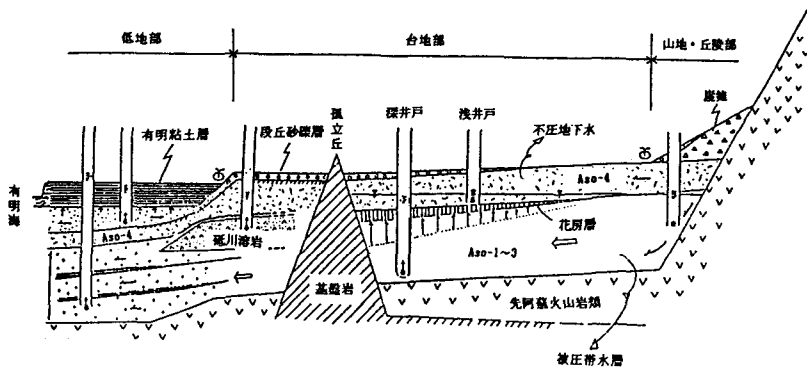 低地部
台地部
山地・丘陵部
有明粘土層
段丘砂礫層
孤立丘
深井戸
浅井戸
不圧地下水
崖錐
有明海
Aso-4
Aso-4
砥川溶岩
花房層
Aso-1~3
基盤岩
先阿蘇火山岩類
被圧帯水層